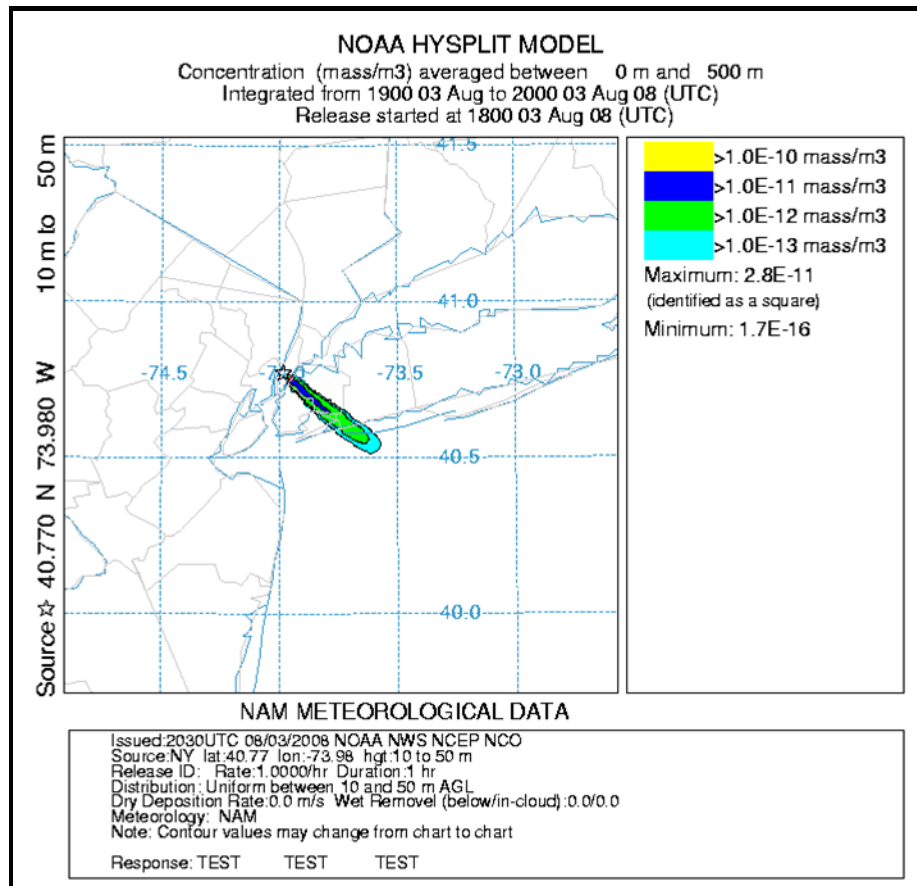 NOAA HYSPLIT MODEL
Concentration (mass/m3) averaged between 0 m and 500 m
Integrated from 1900 03 Aug to 2000 03 Aug 08 (UTC)
Release started at 1800 03 Aug 08 (UTC)
Source ☆ 40.770 N 73.980 W 10 m to 50 m
41.5
41.0
-74.5 -74.0 -73.5 -73.0
40.5
40.0
>1.0E-10 mass/m3
>1.0E-11 mass/m3
>1.0E-12 mass/m3
>1.0E-13 mass/m3
Maximum: 2.8E-11
(identified as a square)
Minimum: 1.7E-16
NAM METEOROLOGICAL DATA
Issued:2030UTC 08/03/2008 NOAA NWS NCEP NCO
Source:NY lat:40.77 lon:-73.98 hgt:10 to 50 m
Release ID: Rate:1.0000/hr Duration:1 hr
Distribution: Uniform between 10 and 50 m AGL
Dry Deposition Rate:0.0 m/s Wet Removel (below/in-cloud):0.0/0.0
Meteorology: NAM
Note: Contour values may change from chart to chart
Response: TEST TEST TEST